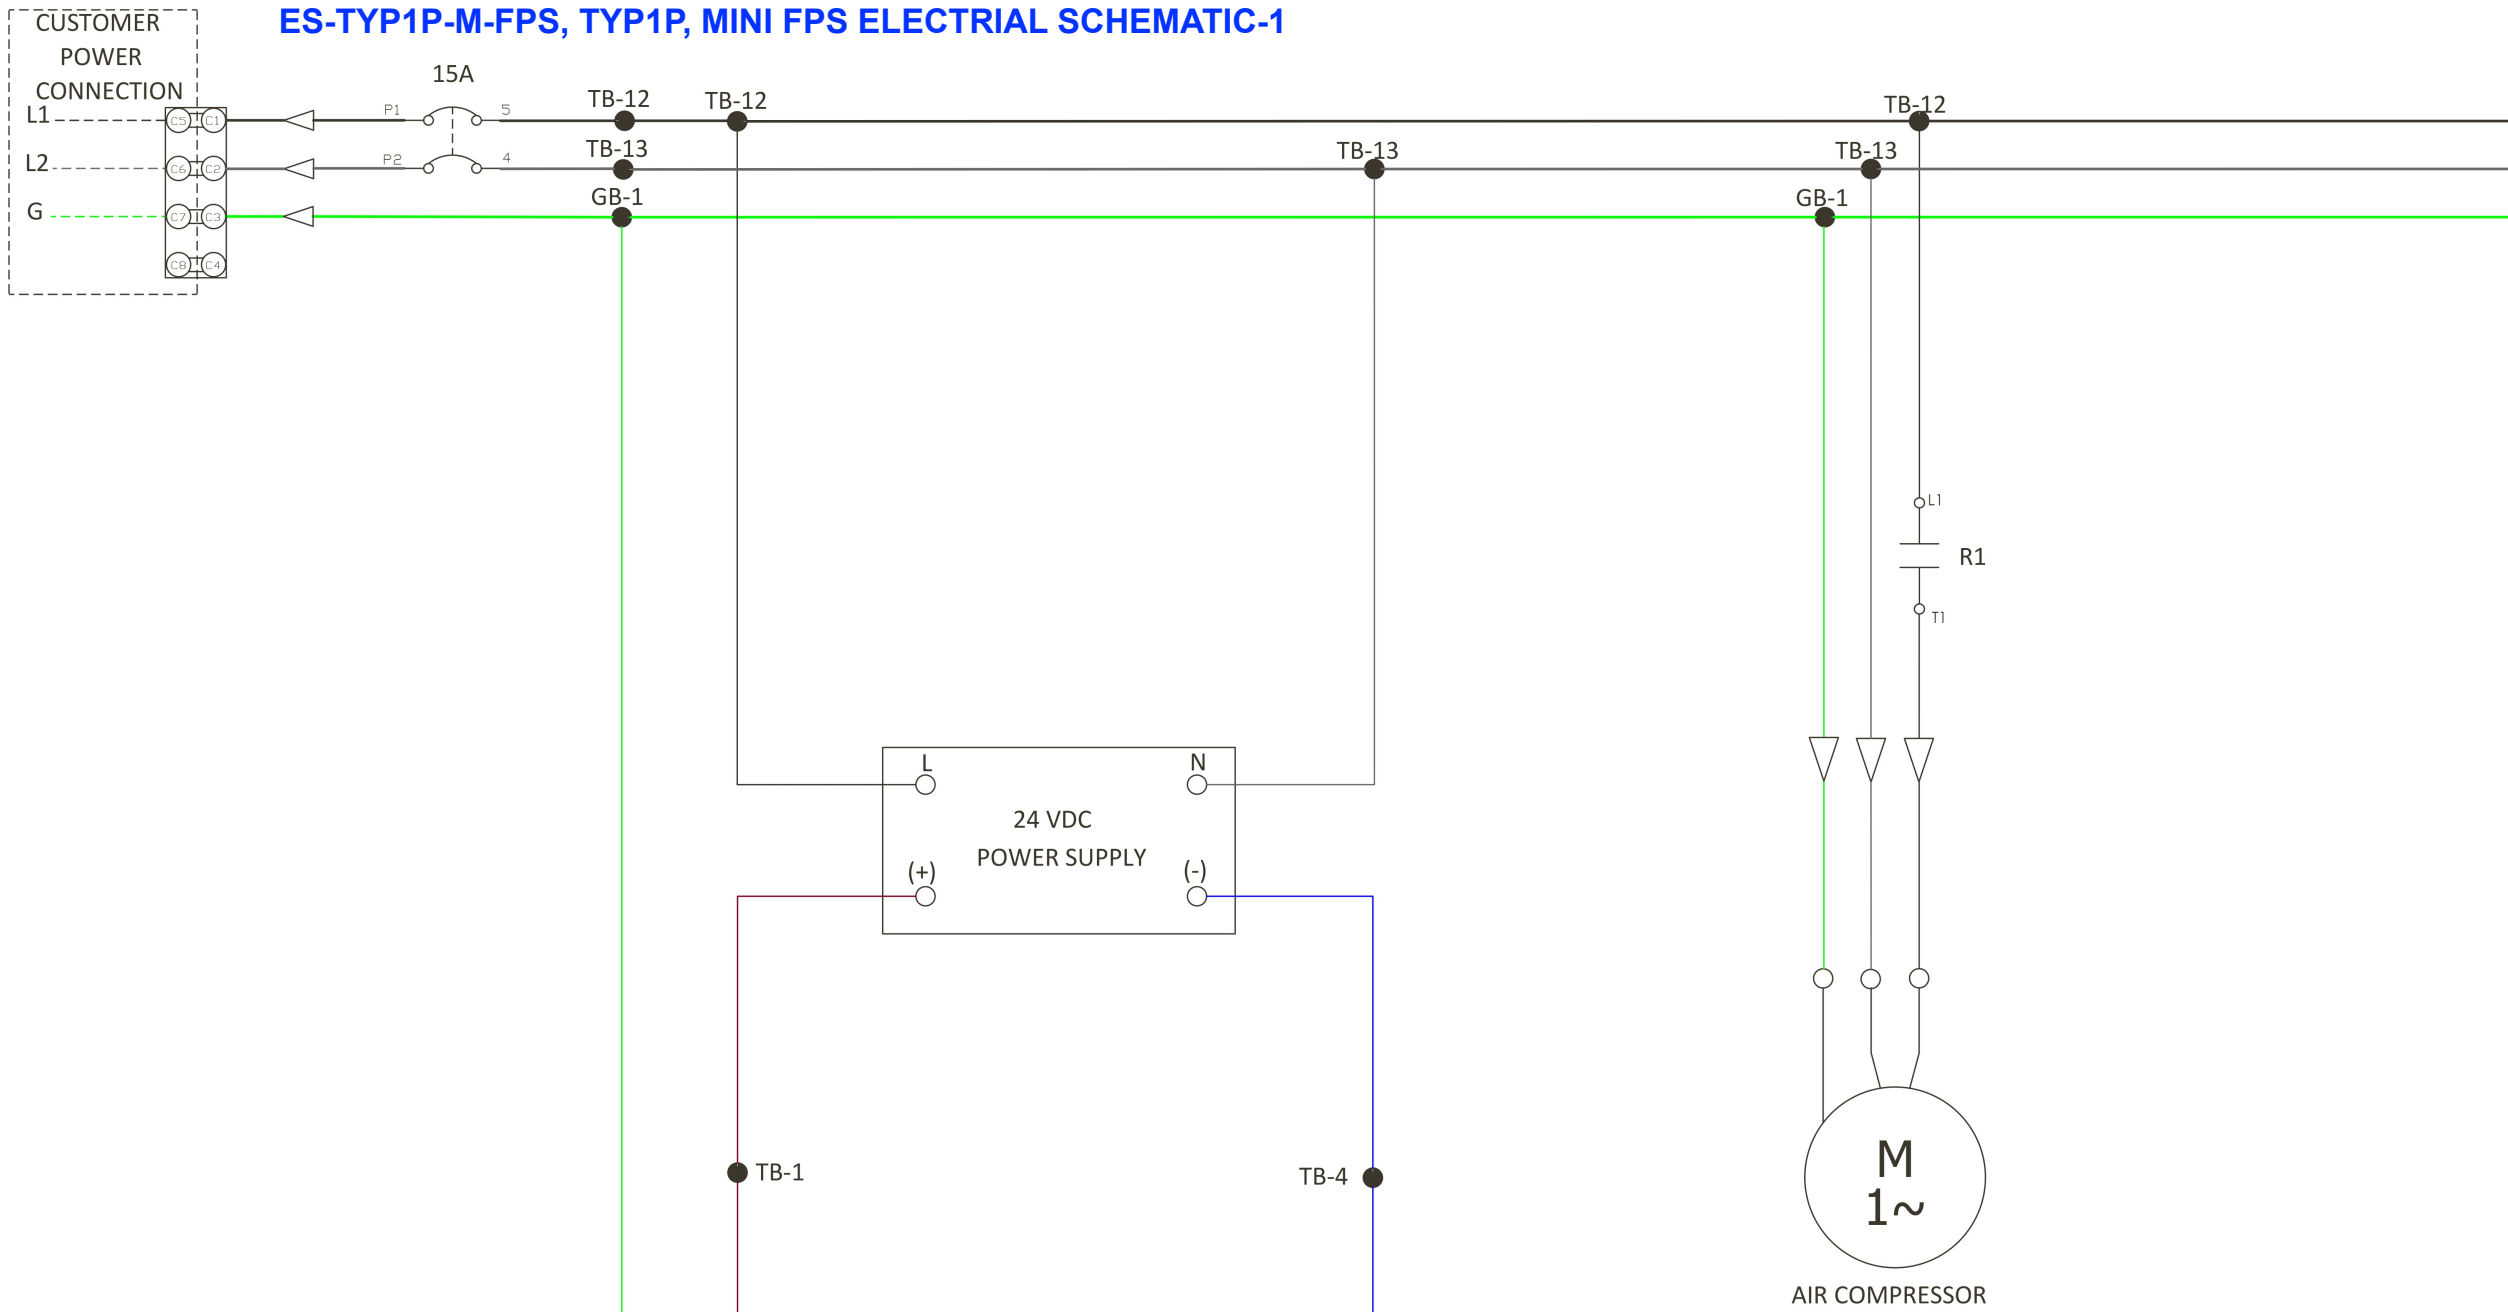 ES-TYP1P-M-FPS, TYP1P, MINI FPS ELECTRIAL SCHEMATIC-1
CUSTOMER
POWER
CONNECTION
15A
L1
C5 C1
P1
5
TB-12
TB-12
TB-12
L2
C6 C2
P2
4
TB-13
TB-13
TB-13
G
C7 C3
GB-1
GB-1
C8 C4
L1
R1
T1
L
N
24 VDC
POWER SUPPLY
(+)
(-)
TB-1
TB-4
M
1~
AIR COMPRESSOR